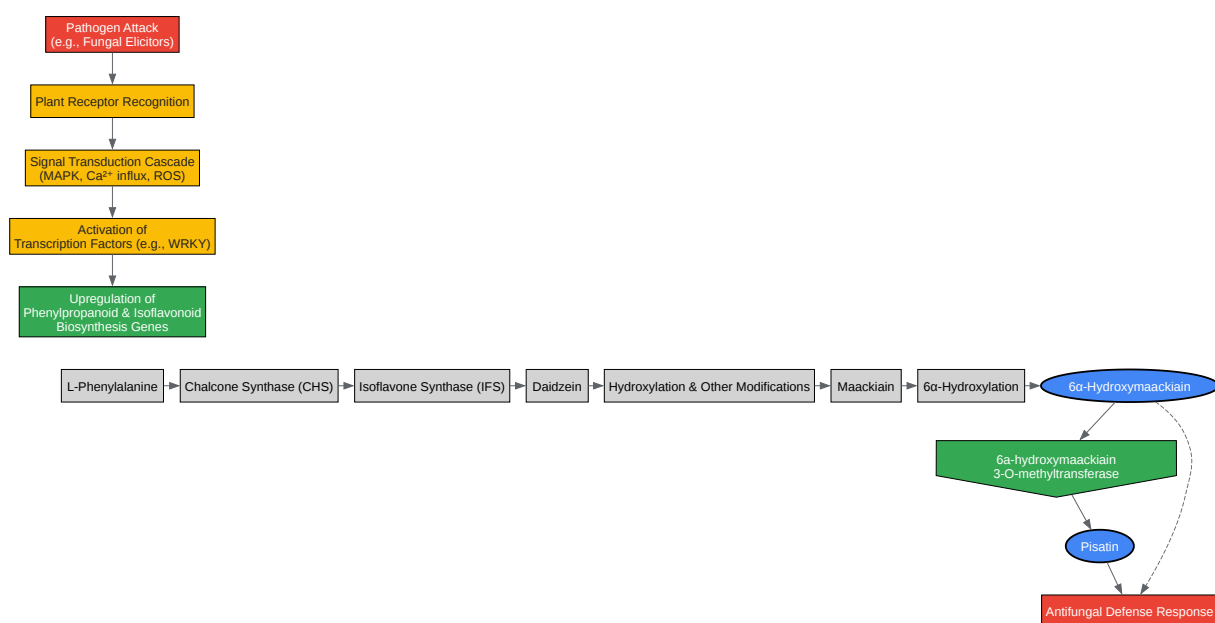 Pathogen Attack
(e.g., Fungal Elicitors)
Plant Receptor Recognition
Signal Transduction Cascade
(MAPK, Ca²⁺ influx, ROS)
Activation of
Transcription Factors (e.g., WRKY)
Upregulation of
Phenylpropanoid & Isoflavonoid
Biosynthesis Genes
L-Phenylalanine
Chalcone Synthase (CHS)
Isoflavone Synthase (IFS)
Daidzein
Hydroxylation & Other Modifications
Maackiain
6α-Hydroxylation
6α-Hydroxymaackiain
6a-hydroxymaackiain
3-O-methyltransferase
Pisatin
Antifungal Defense Response